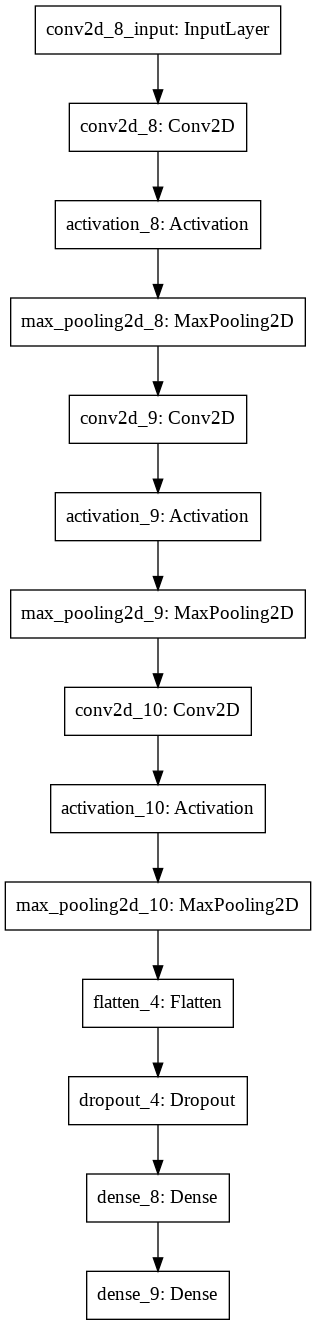 conv2d_8_input: InputLayer
conv2d_8: Conv2D
activation_8: Activation
max_pooling2d_8: MaxPooling2D
conv2d_9: Conv2D
activation_9: Activation
max_pooling2d_9: MaxPooling2D
conv2d_10: Conv2D
activation_10: Activation
max_pooling2d_10: MaxPooling2D
flatten_4: Flatten
dropout_4: Dropout
dense_8: Dense
dense_9: Dense